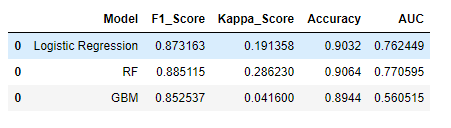 Model F1_Score Kappa_Score Accuracy AUC
0 Logistic Regression 0.873163 0.191358 0.9032 0.762449
0 RF 0.885115 0.286230 0.9064 0.770595
0 GBM 0.852537 0.041600 0.8944 0.560515